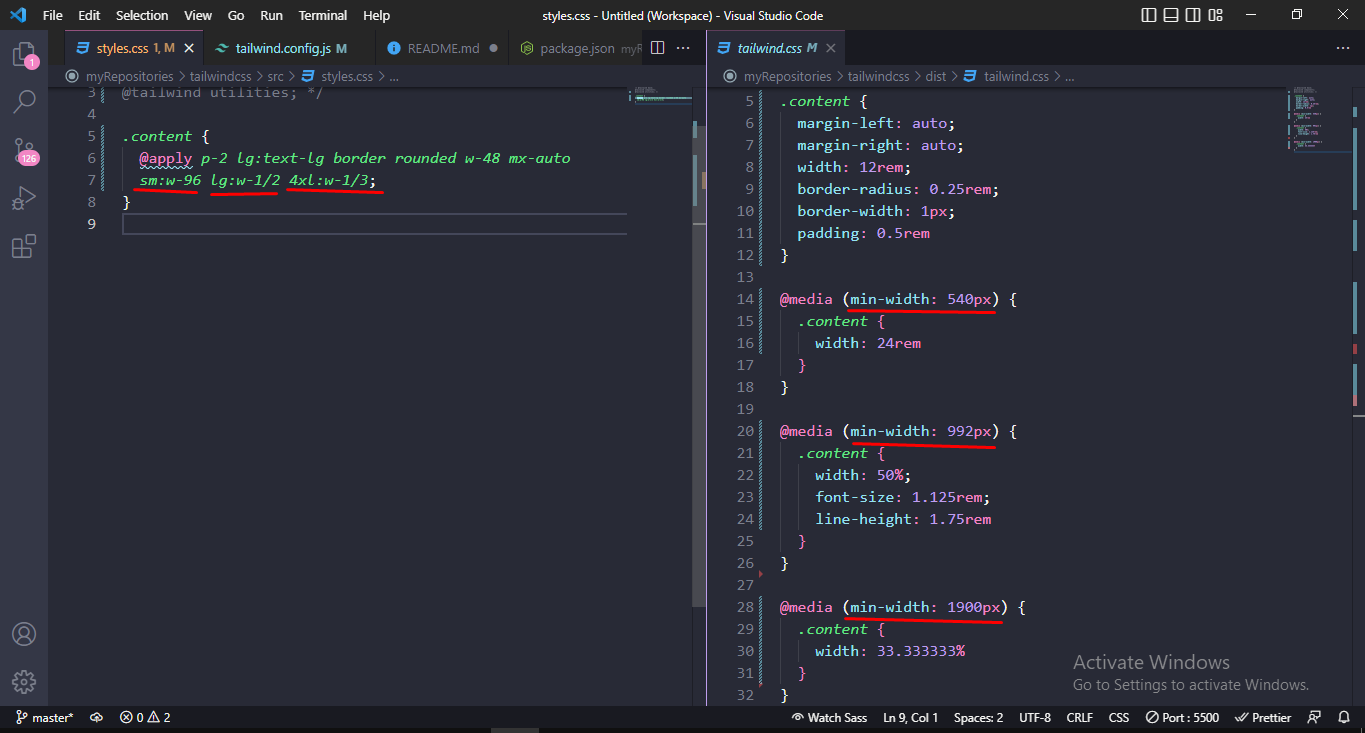 File Edit Selection View Go Run Terminal Help styles.css - Untitled (Workspace) - Visual Studio Code
styles.css 1, M tailwind.config.js M README.md package.json myR ...
myRepositories > tailwindcss > src > styles.css > ...
3 @tailwind utilities; */
4
5 .content {
6 @apply p-2 lg:text-lg border rounded w-48 mx-auto
7 sm:w-96 lg:w-1/2 4xl:w-1/3;
8 }
9
1
126
tailwind.css M ...
myRepositories > tailwindcss > dist > tailwind.css > ...
5 .content {
6 margin-left: auto;
7 margin-right: auto;
8 width: 12rem;
9 border-radius: 0.25rem;
10 border-width: 1px;
11 padding: 0.5rem
12 }
13
14 @media (min-width: 540px) {
15 .content {
16 width: 24rem
17 }
18 }
19
20 @media (min-width: 992px) {
21 .content {
22 width: 50%;
23 font-size: 1.125rem;
24 line-height: 1.75rem
25 }
26 }
27
28 @media (min-width: 1900px) {
29 .content {
30 width: 33.333333%
31 }
32 }
Activate Windows
Go to Settings to activate Windows.
master* 0 2 Watch Sass Ln 9, Col 1 Spaces: 2 UTF-8 CRLF CSS Port : 5500 Prettier